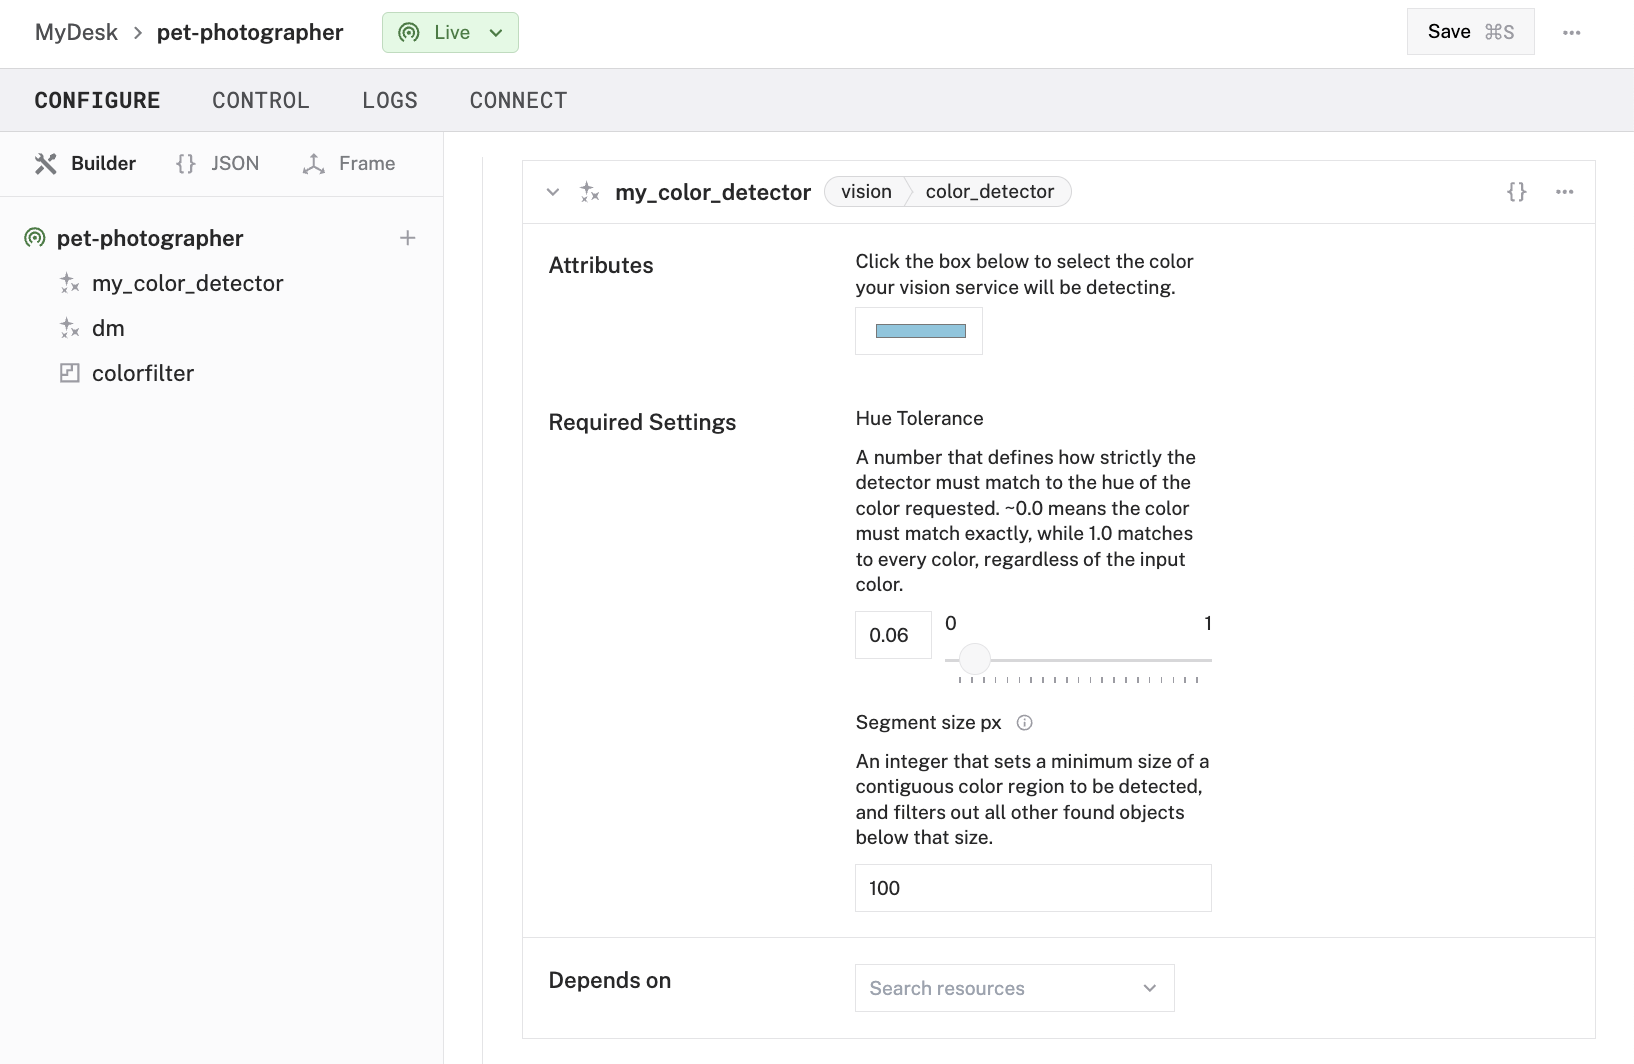 MyDesk > pet-photographer Live Save ⌘S ...
CONFIGURE CONTROL LOGS CONNECT
Builder {} JSON Frame
pet-photographer +
my_color_detector
dm
colorfilter
my_color_detector vision color_detector {} ...
Attributes
Click the box below to select the color
your vision service will be detecting.
Required Settings
Hue Tolerance
A number that defines how strictly the
detector must match to the hue of the
color requested. ~0.0 means the color
must match exactly, while 1.0 matches
to every color, regardless of the input
color.
0.06
0 1
Segment size px
An integer that sets a minimum size of a
contiguous color region to be detected,
and filters out all other found objects
below that size.
100
Depends on
Search resources